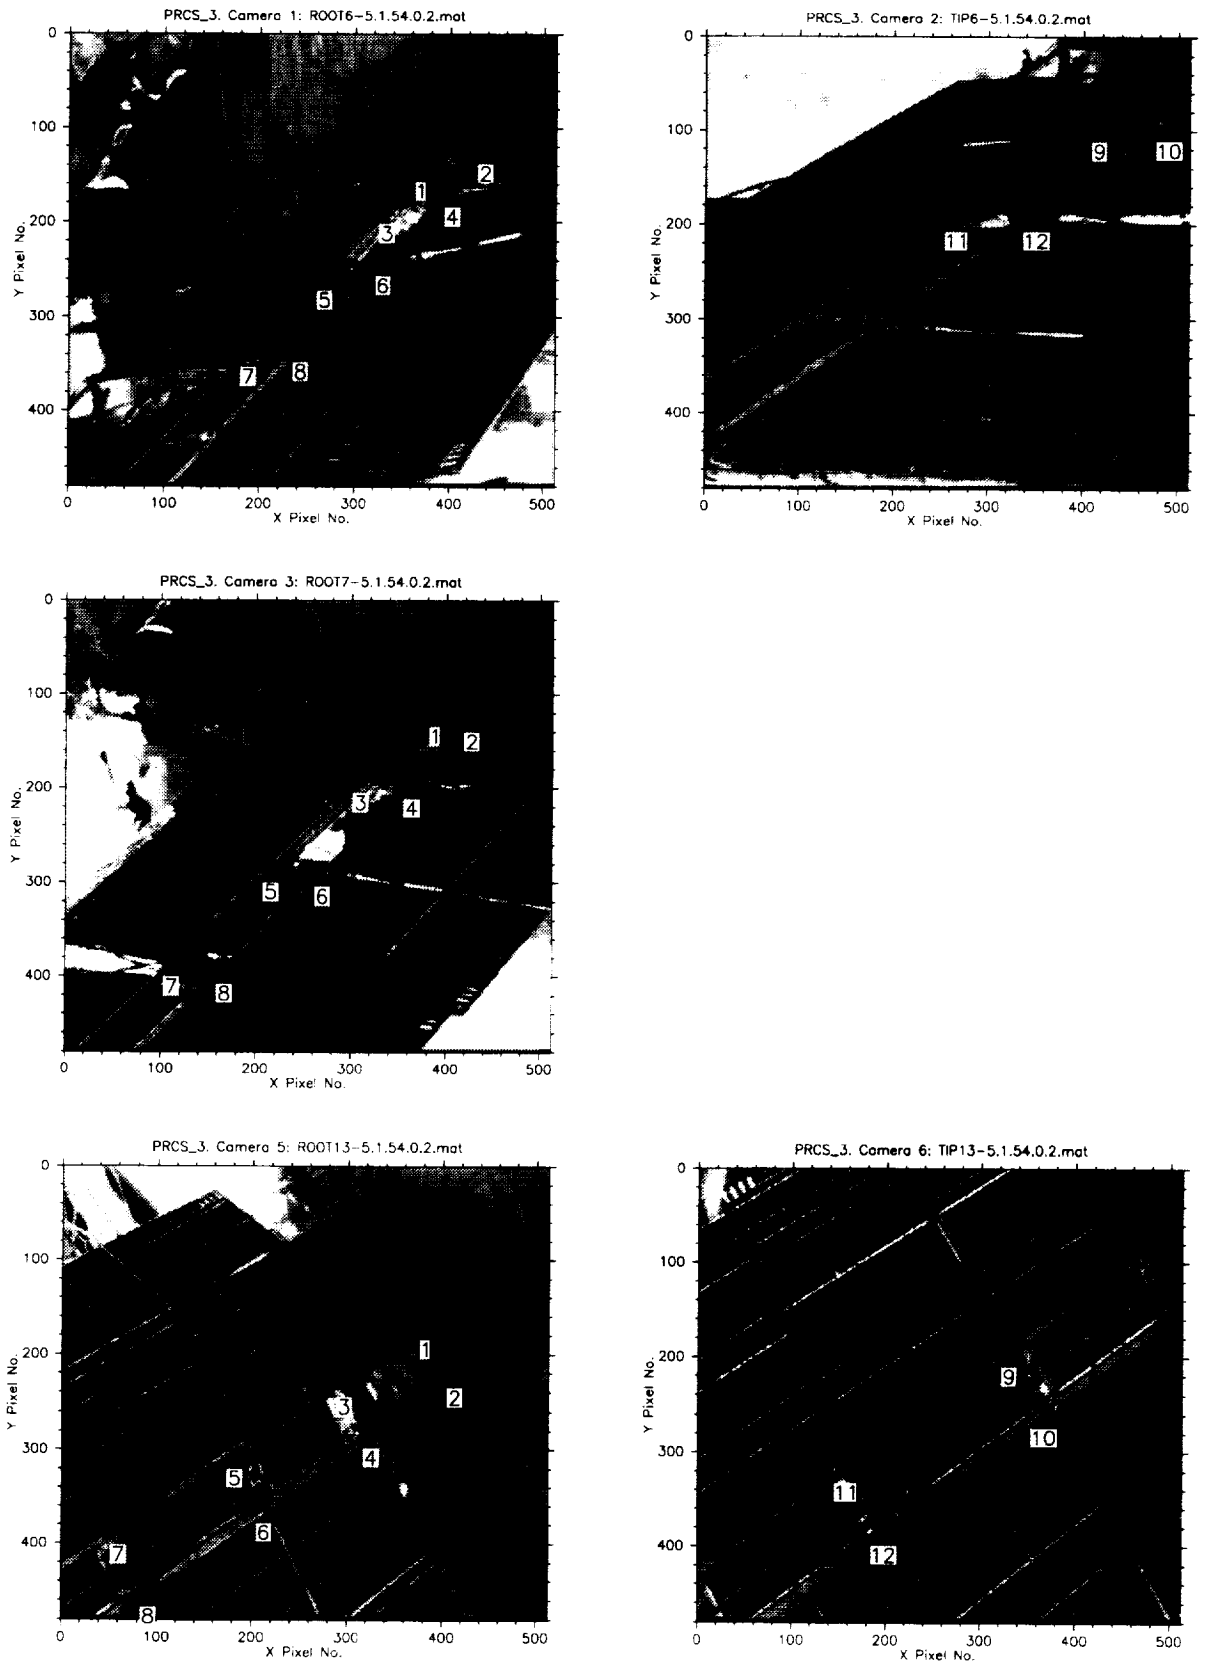 PRCS_3. Camera 1: ROOT6-5.1.54.0.2.mat
0
100
200
300
400
Y Pixel No.
1
2
3
4
5
6
7
8
0 100 200 300 400 500
X Pixel No.
PRCS_3. Camera 2: TIP6-5.1.54.0.2.mat
0
100
200
300
400
Y Pixel No.
9
10
11
12
0 100 200 300 400 500
X Pixel No.
PRCS_3. Camera 3: ROOT7-5.1.54.0.2.mat
0
100
200
300
400
Y Pixel No.
1
2
3
4
5
6
7
8
0 100 200 300 400 500
X Pixel No.
PRCS_3. Camera 5: ROOT13-5.1.54.0.2.mat
0
100
200
300
400
Y Pixel No.
1
2
3
4
5
6
7
8
0 100 200 300 400 500
X Pixel No.
PRCS_3. Camera 6: TIP13-5.1.54.0.2.mat
0
100
200
300
400
Y Pixel No.
9
10
11
12
0 100 200 300 400 500
X Pixel No.